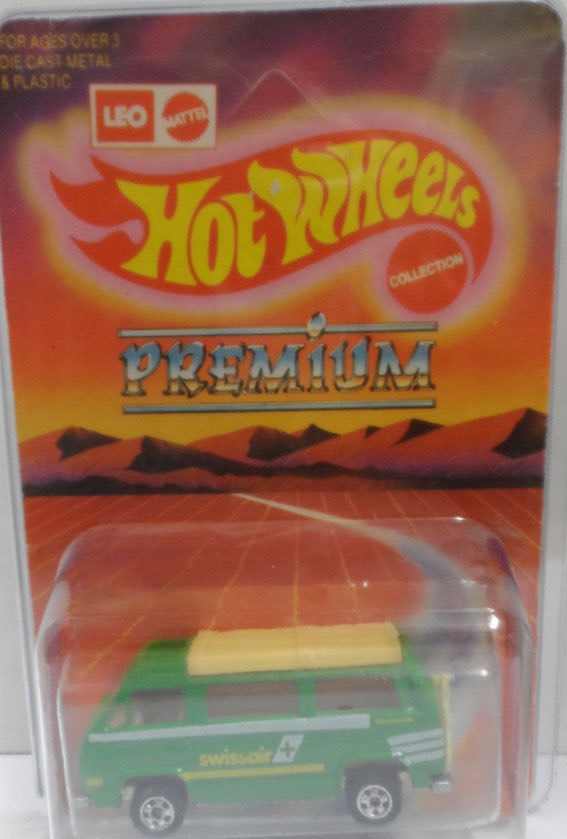 FOR AGES OVER 3
DIE CAST METAL
& PLASTIC
LEO
MATTEL
HOT WHEELS
COLLECTION
PREMIUM
swissair